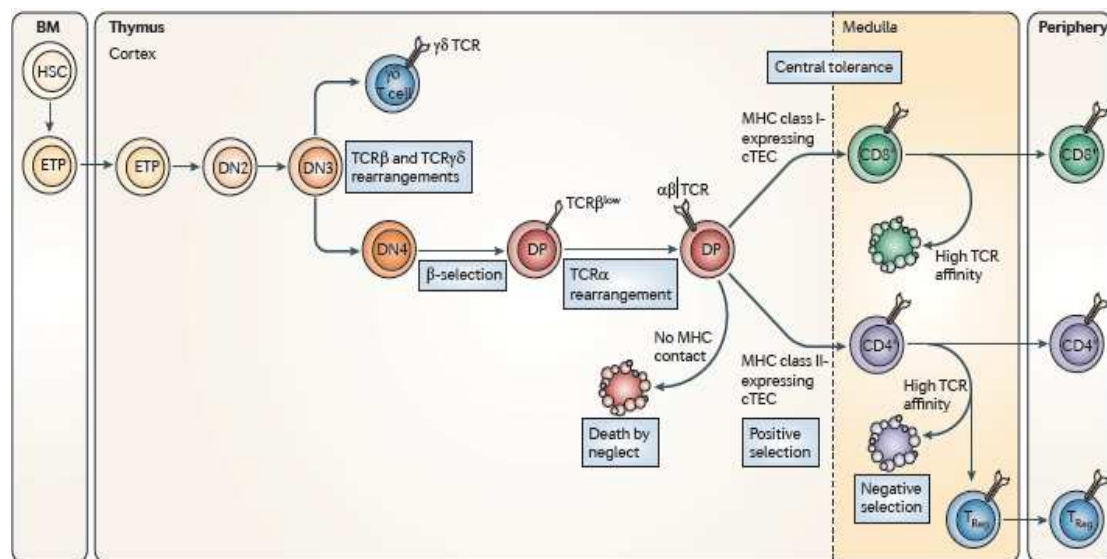 BM
HSC
ETP
Thymus
Cortex
ETP
DN2
DN3
γδ TCR
γδ
T cell
TCRβ and TCRγδ
rearrangements
DN4
β-selection
TCRβlow
DP
TCRα
rearrangement
αβ TCR
DP
No MHC
contact
Death by
neglect
MHC class I-
expressing
cTEC
MHC class II-
expressing
cTEC
Positive
selection
Central tolerance
Medulla
CD8+
High TCR
affinity
CD4+
High TCR
affinity
Negative
selection
TReg
Periphery
CD8+
CD4+
TReg